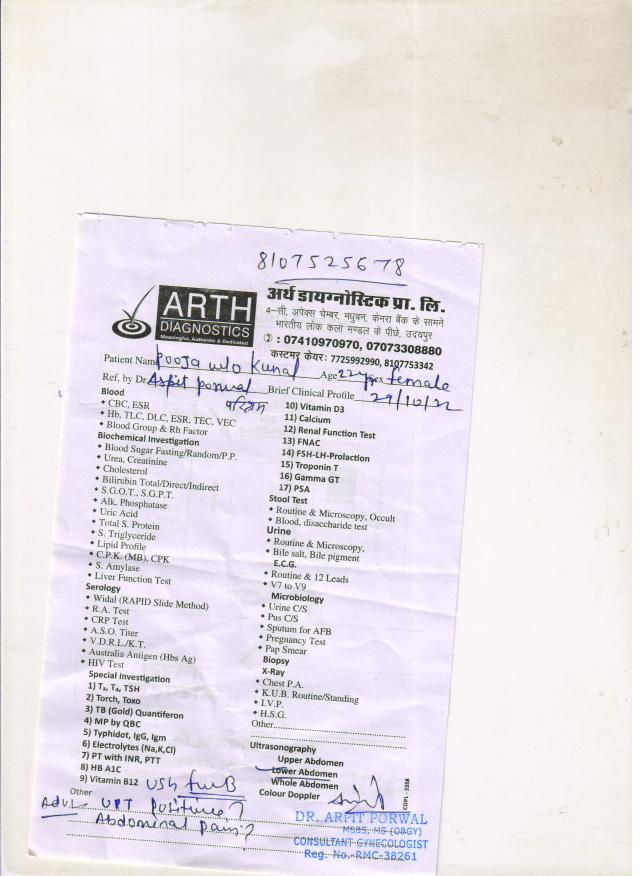 8107525678
ARTH
DIAGNOSTICS
Meaningful, Authentic & Dedicated
अर्थ डायग्नोस्टिक प्रा. लि.
4–सी, अपेक्स चेम्बर, मधुबन, केनरा बैंक के सामने
भारतीय लोक कला मण्डल के पीछे, उदयपुर
: 07410970970, 07073308880
कस्टमर केयर: 7725992990, 8107753342
Patient Name Pooja w/o Kunal Age 22y Sex female
Ref. by Dr. Arpit porwal Brief Clinical Profile 29/10/22
Blood
• CBC, ESR
• Hb, TLC, DLC, ESR, TEC, VEC
• Blood Group & Rh Factor
Biochemical Investigation
• Blood Sugar Fasting/Random/P.P.
• Urea, Creatinine
• Cholesterol
• Bilirubin Total/Direct/Indirect
• S.G.O.T., S.G.P.T.
• Alk, Phosphatase
• Uric Acid
• Total S. Protein
• S. Triglyceride
• Lipid Profile
• C.P.K. (MB), CPK
• S. Amylase
• Liver Function Test
Serology
• Widal (RAPID Slide Method)
• R.A. Test
• CRP Test
• A.S.O. Titer
• V.D.R.L./K.T.
• Australia Antigen (Hbs Ag)
• HIV Test
Special Investigation
1) T₃, T₄, TSH
2) Torch, Toxo
3) TB (Gold) Quantiferon
4) MP by QBC
5) Typhidot, IgG, Igm
6) Electrolytes (Na,K,Cl)
7) PT with INR, PTT
8) HB A1C
9) Vitamin B12
10) Vitamin D3
11) Calcium
12) Renal Function Test
13) FNAC
14) FSH-LH-Prolaction
15) Troponin T
16) Gamma GT
17) PSA
Stool Test
• Routine & Microscopy, Occult
• Blood, disaccharide test
Urine
• Routine & Microscopy,
• Bile salt, Bile pigment
E.C.G.
• Routine & 12 Leads
• V7 to V9
Microbiology
• Urine C/S
• Pus C/S
• Sputum for AFB
• Pregnancy Test
• Pap Smear
Biopsy
X-Ray
• Chest P.A.
• K.U.B. Routine/Standing
• I.V.P.
• H.S.G.
Other
Ultrasonography
Upper Abdomen
Lower Abdomen
Whole Abdomen
Colour Doppler
USG
Other
Adv UPT Positive?
Abdominal pain?
DR. ARPIT PORWAL
MBBS, MS (OBGY)
CONSULTANT GYNECOLOGIST
Reg. No.-RMC-38261